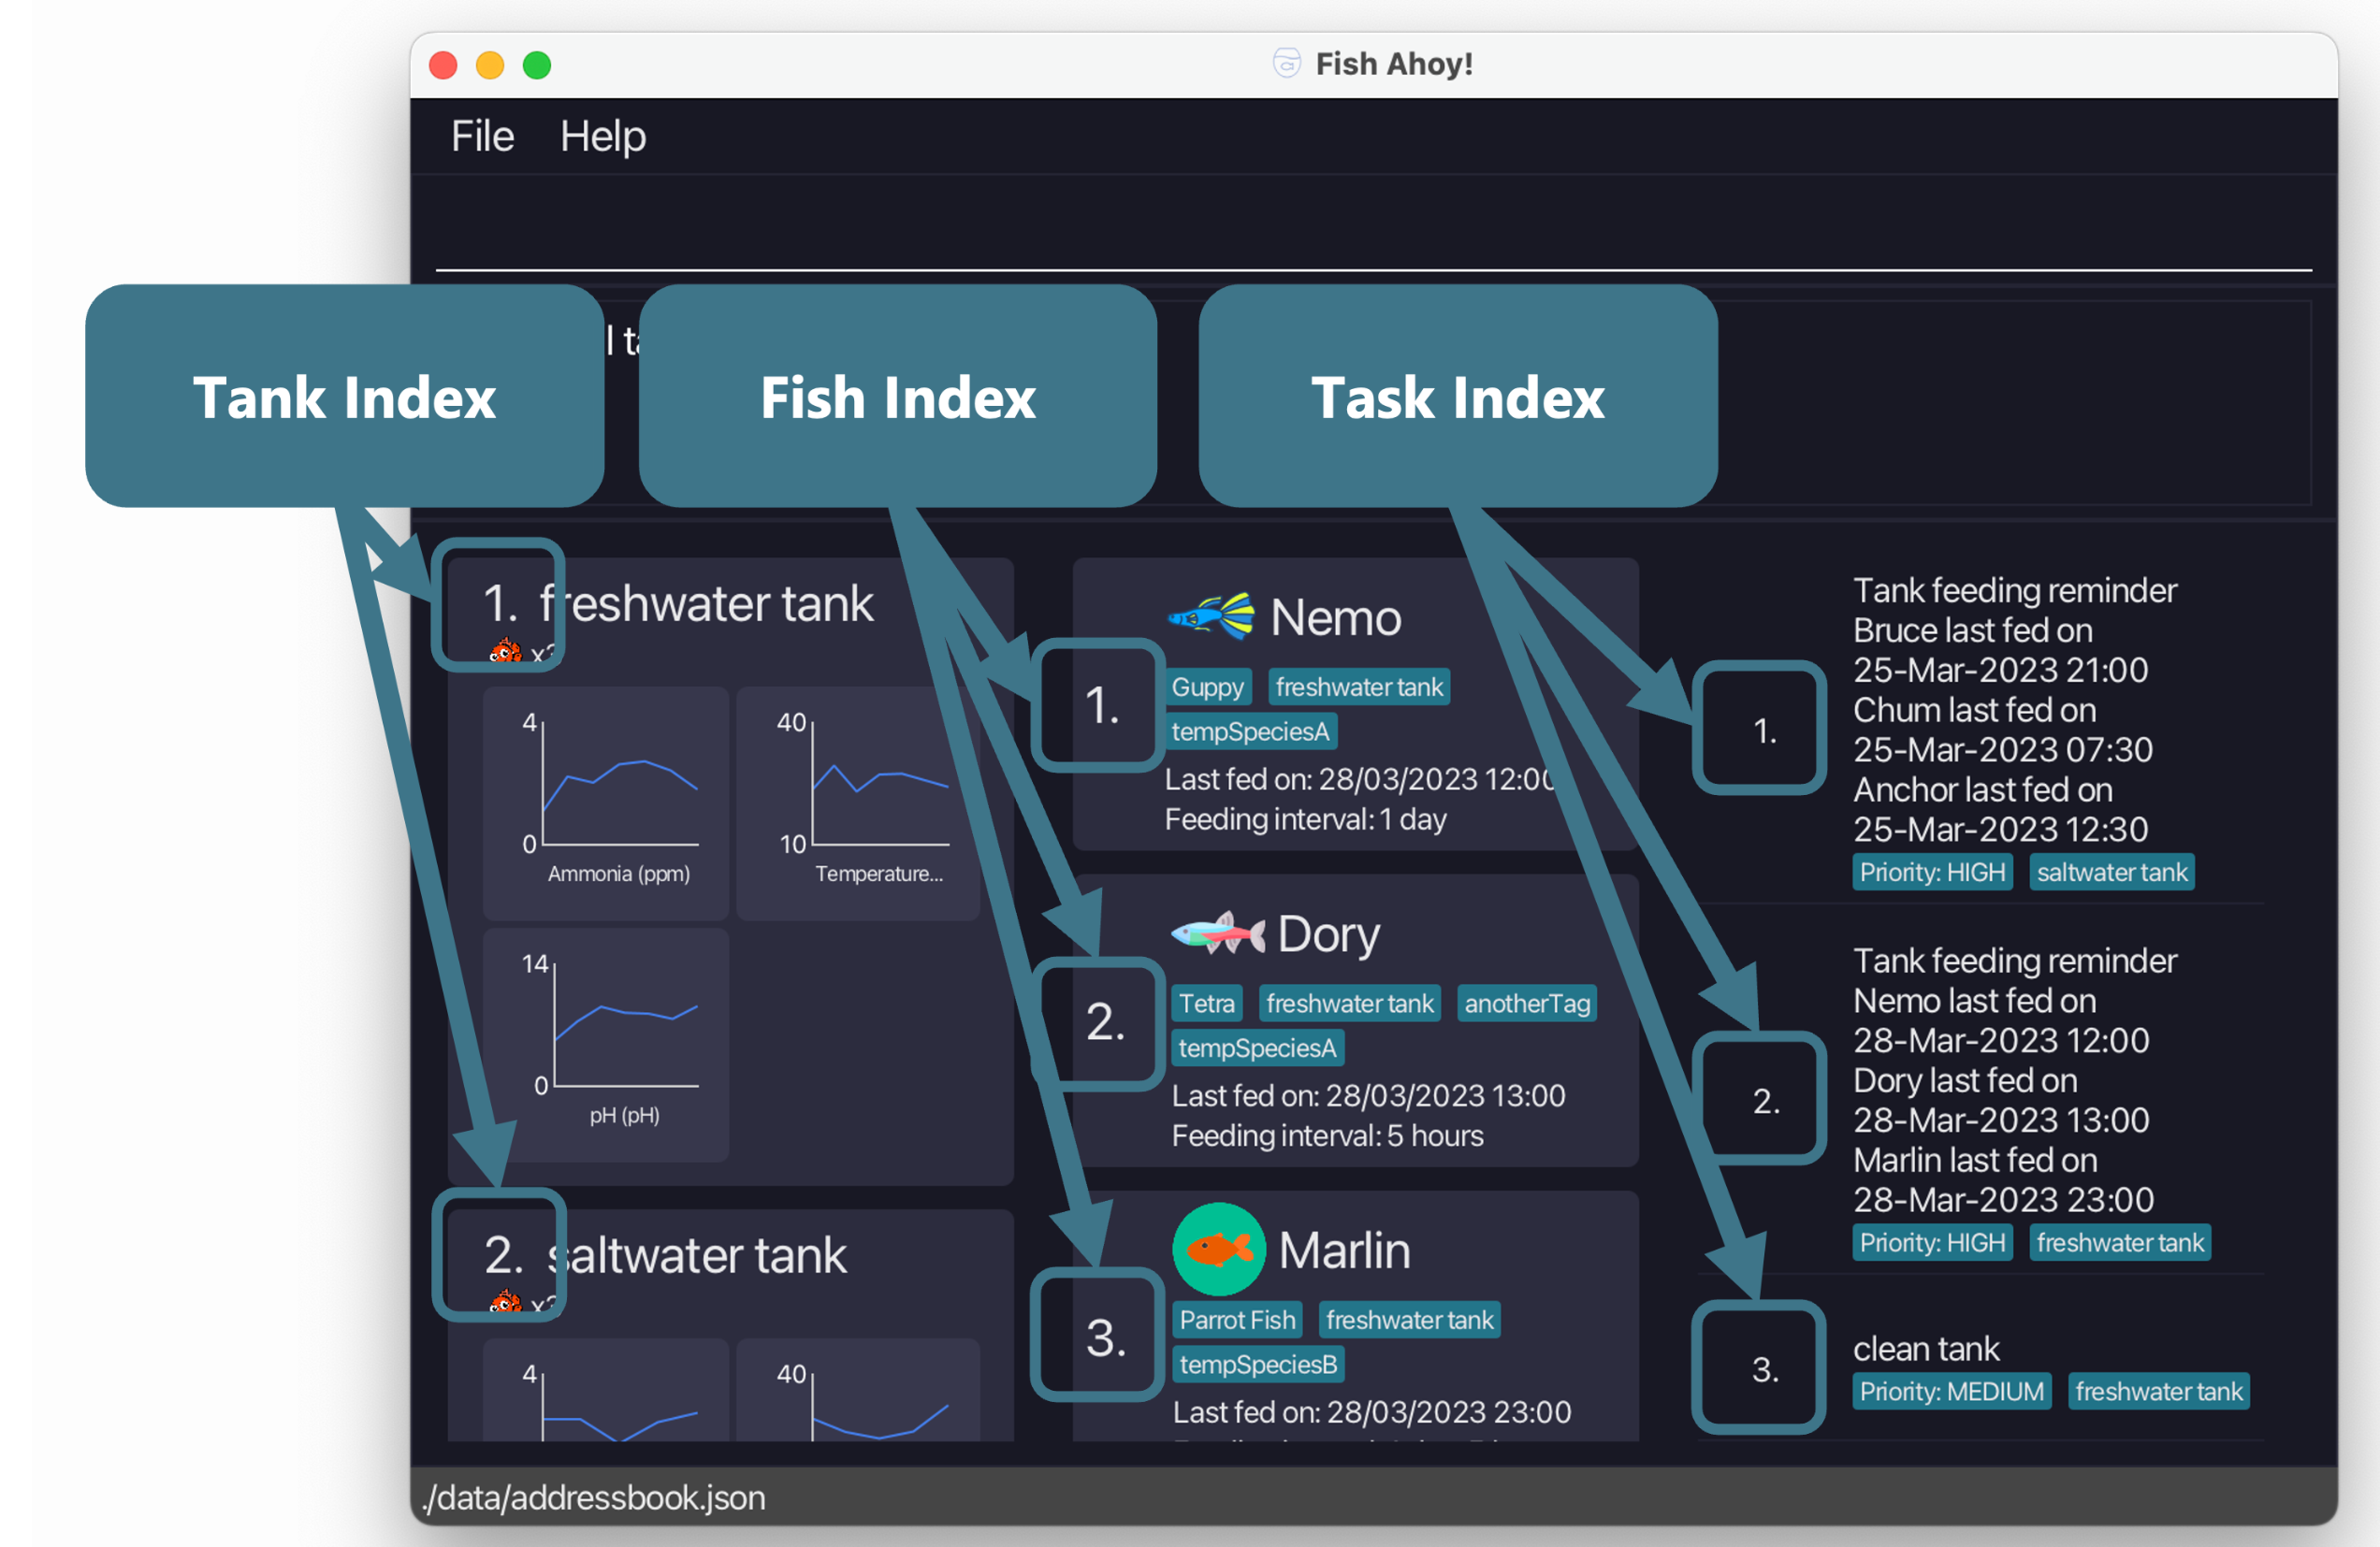 Fish Ahoy!
File Help
Tank Index
Fish Index
Task Index
1. freshwater tank
4
0
Ammonia (ppm)
40
10
Temperature...
14
0
pH (pH)
2. saltwater tank
4
40
1.
Nemo
Guppy freshwater tank
tempSpeciesA
Last fed on: 28/03/2023 12:00
Feeding interval: 1 day
2.
Dory
Tetra freshwater tank anotherTag
tempSpeciesA
Last fed on: 28/03/2023 13:00
Feeding interval: 5 hours
3.
Marlin
Parrot Fish freshwater tank
tempSpeciesB
Last fed on: 28/03/2023 23:00
1.
Tank feeding reminder
Bruce last fed on
25-Mar-2023 21:00
Chum last fed on
25-Mar-2023 07:30
Anchor last fed on
25-Mar-2023 12:30
Priority: HIGH saltwater tank
2.
Tank feeding reminder
Nemo last fed on
28-Mar-2023 12:00
Dory last fed on
28-Mar-2023 13:00
Marlin last fed on
28-Mar-2023 23:00
Priority: HIGH freshwater tank
3.
clean tank
Priority: MEDIUM freshwater tank
./data/addressbook.json